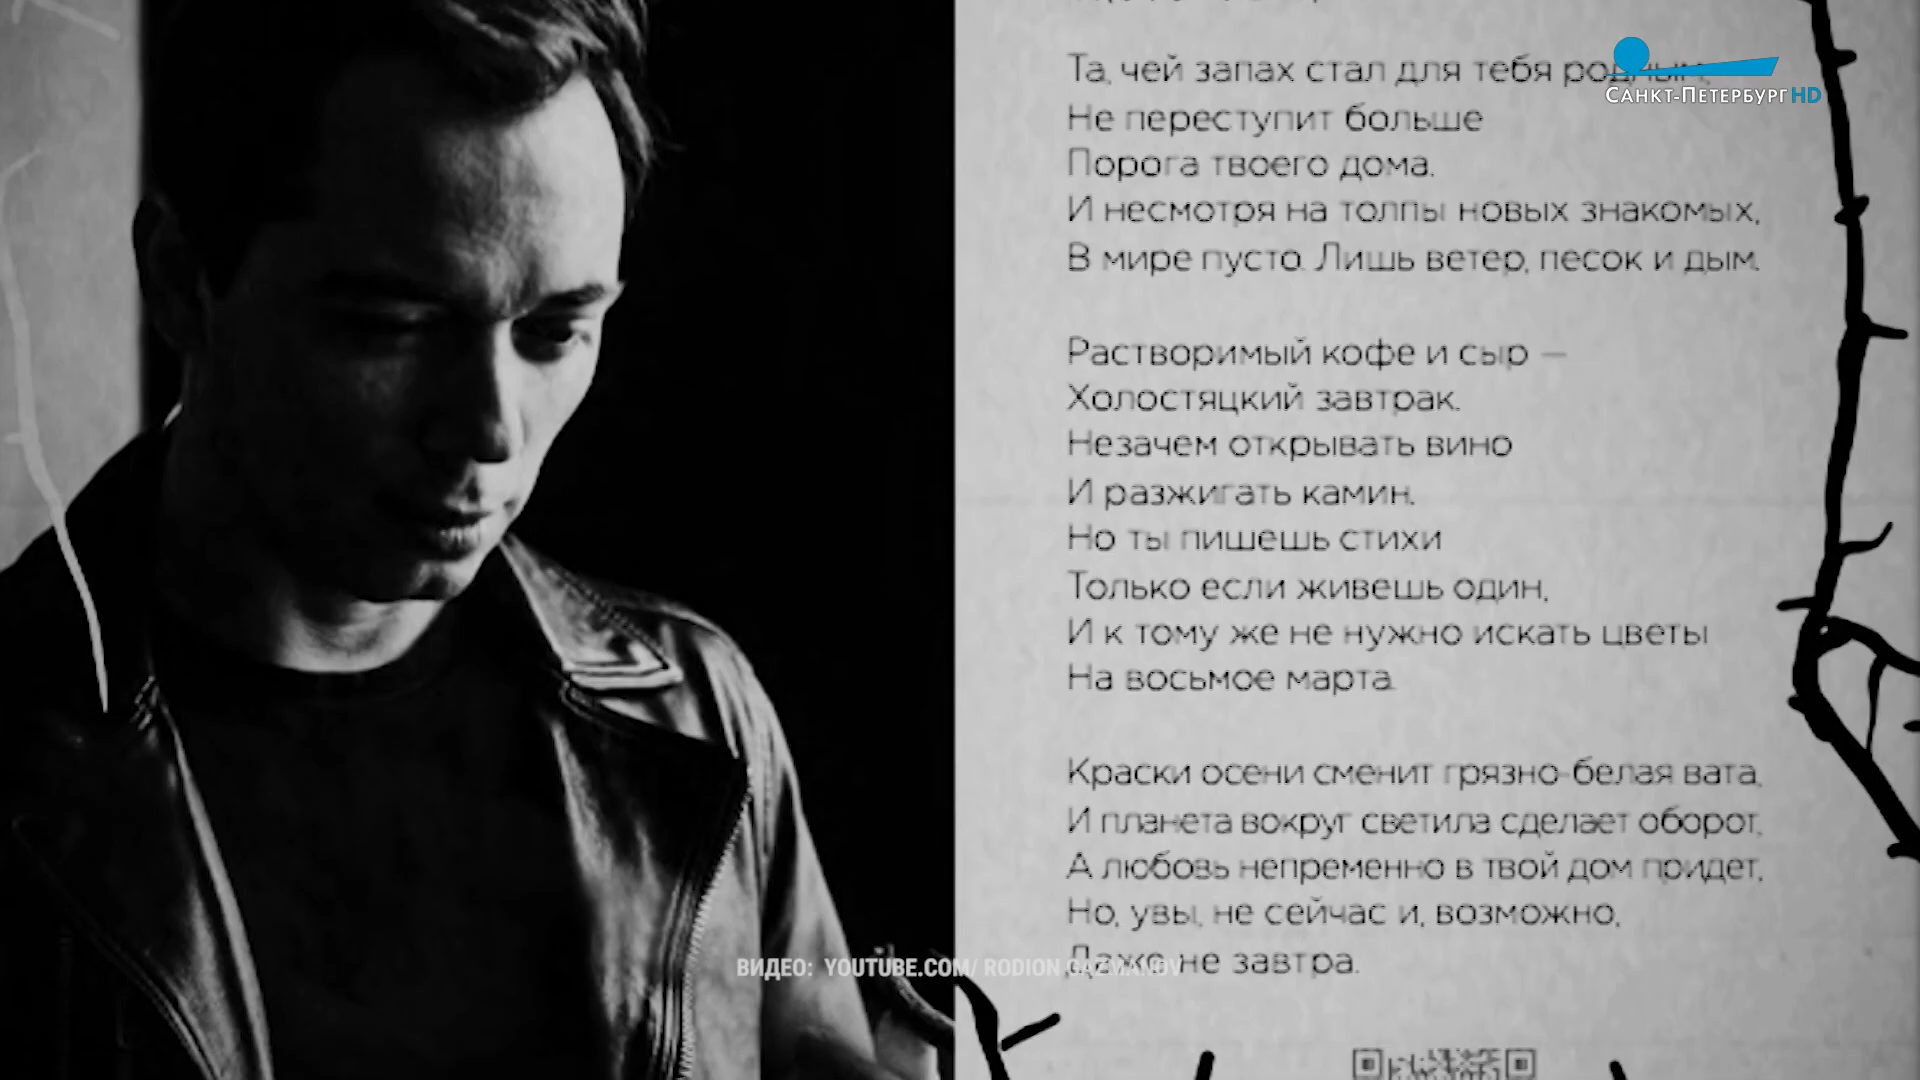 Та, чей запах стал для тебя родным,
Не переступит больше
Порога твоего дома.
И несмотря на толпы новых знакомых,
В мире пусто. Лишь ветер, песок и дым.
Растворимый кофе и сыр —
Холостяцкий завтрак.
Незачем открывать вино
И разжигать камин.
Но ты пишешь стихи
Только если живешь один,
И к тому же не нужно искать цветы
На восьмое марта.
Краски осени сменит грязно-белая вата,
И планета вокруг светила сделает оборот,
А любовь непременно в твой дом придет,
Но, увы, не сейчас и, возможно,
Даже не завтра.
САНКТ-ПЕТЕРБУРГ HD
ВИДЕО: YOUTUBE.COM/ RODION GAZMANOV